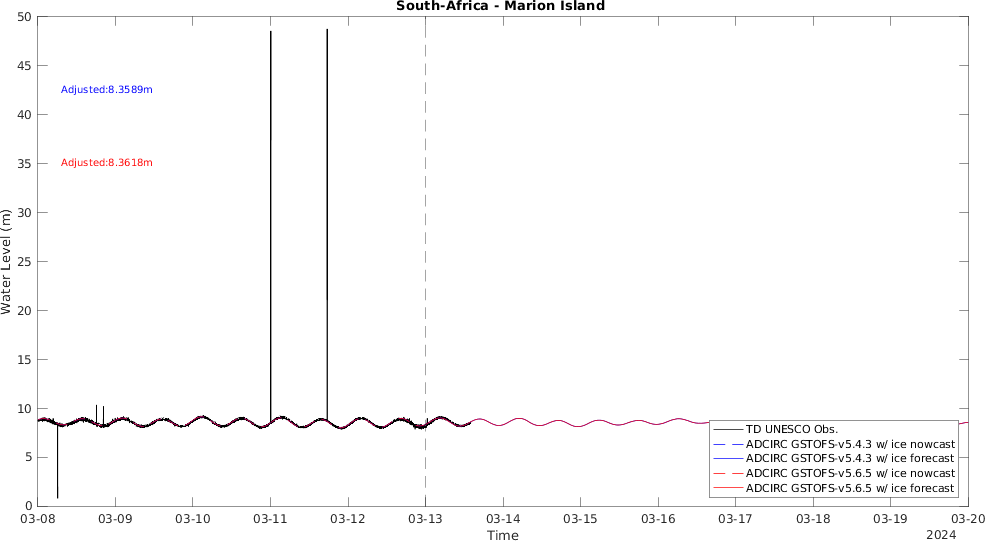 South-Africa - Marion Island
50
45
40
35
30
25
20
15
10
5
0
Water Level (m)
Adjusted:8.3589m
Adjusted:8.3618m
TD UNESCO Obs.
ADCIRC GSTOFS-v5.4.3 w/ ice nowcast
ADCIRC GSTOFS-v5.4.3 w/ ice forecast
ADCIRC GSTOFS-v5.6.5 w/ ice nowcast
ADCIRC GSTOFS-v5.6.5 w/ ice forecast
03-08 03-09 03-10 03-11 03-12 03-13 03-14 03-15 03-16 03-17 03-18 03-19 03-20
Time
2024